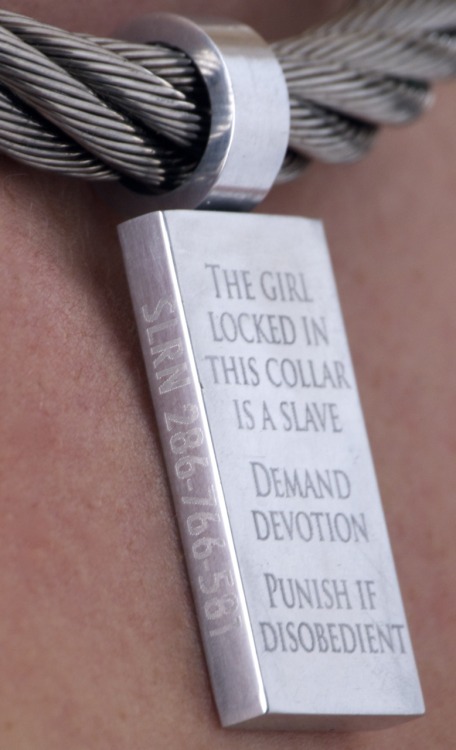 THE GIRL
LOCKED IN
THIS COLLAR
IS A SLAVE
DEMAND
DEVOTION
PUNISH IF
DISOBEDIENT
SLRN 286-766-581